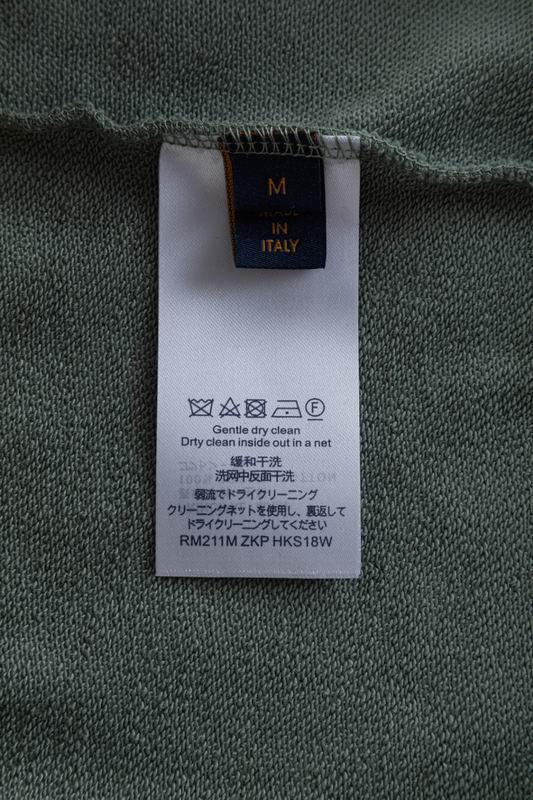 M
MADE
IN
ITALY
F
Gentle dry clean
Drty clean inside out in a net
缓和干洗
洗网中反面干洗
100% COTTON
弱流でドライクリーニング
クリーニングネットを使用し、裏返して
ドライクリーニングしてください
RM211M ZKP HKS18W